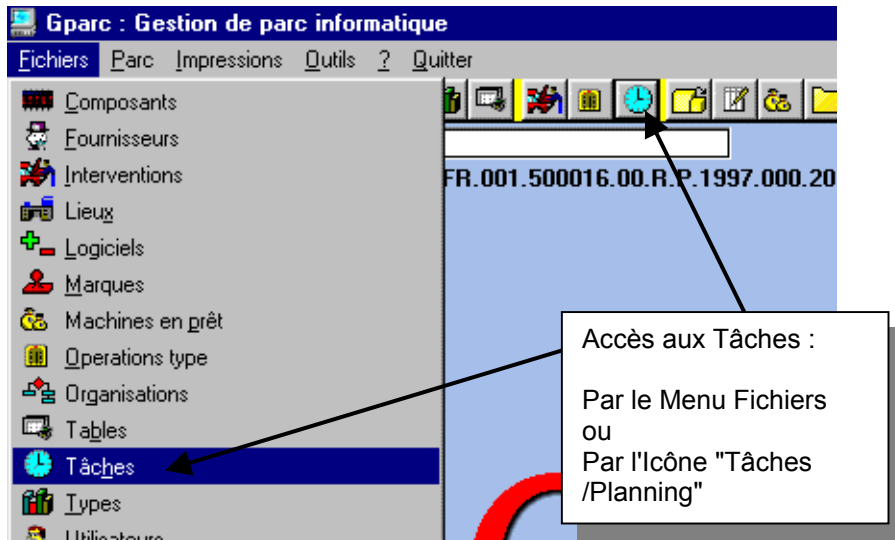 Gparc : Gestion de parc informatique
Fichiers Parc Impressions Outils ? Quitter
Composants
Fournisseurs
Interventions
FR.001.500016.00.R.P.1997.000.20
Lieux
Logiciels
Marques
Machines en prêt
Operations type
Organisations
Tables
Tâches
Types
Utilisateurs
Accès aux Tâches :
Par le Menu Fichiers
ou
Par l'Icône "Tâches
/Planning"